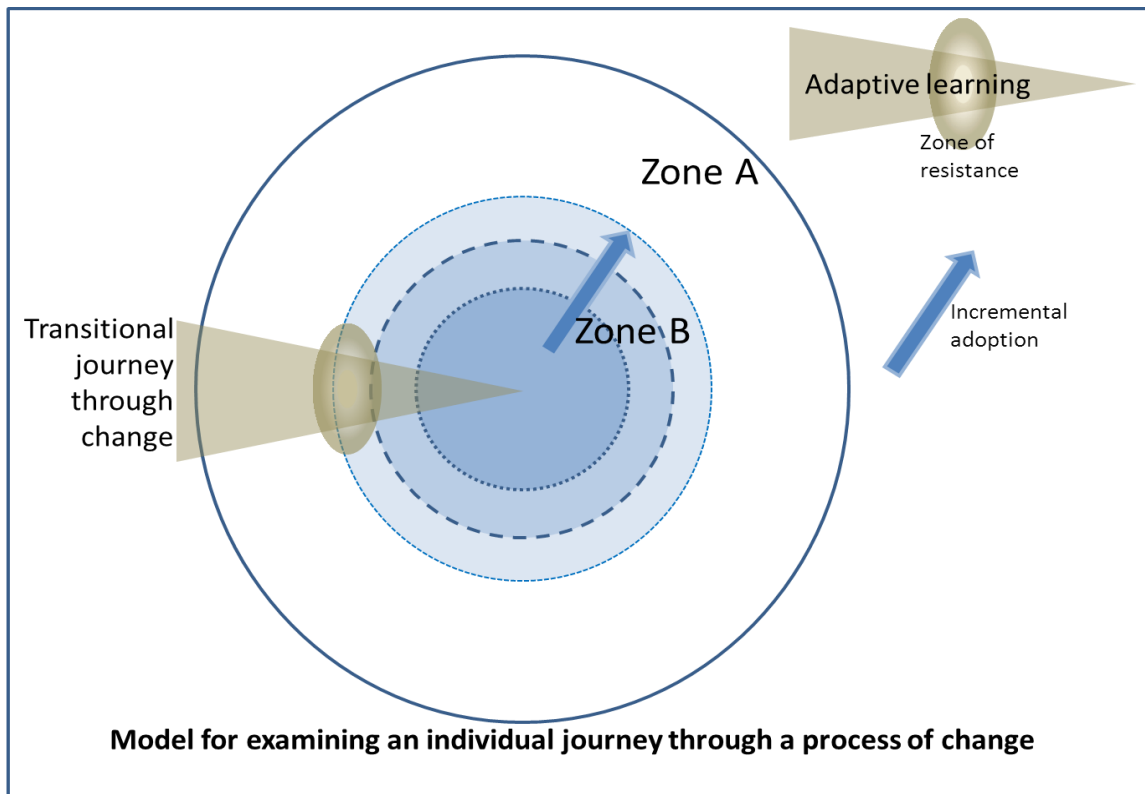 Adaptive learning
Zone of
resistance
Zone A
Zone B
Incremental
adoption
Transitional
journey
through
change
Model for examining an individual journey through a process of change